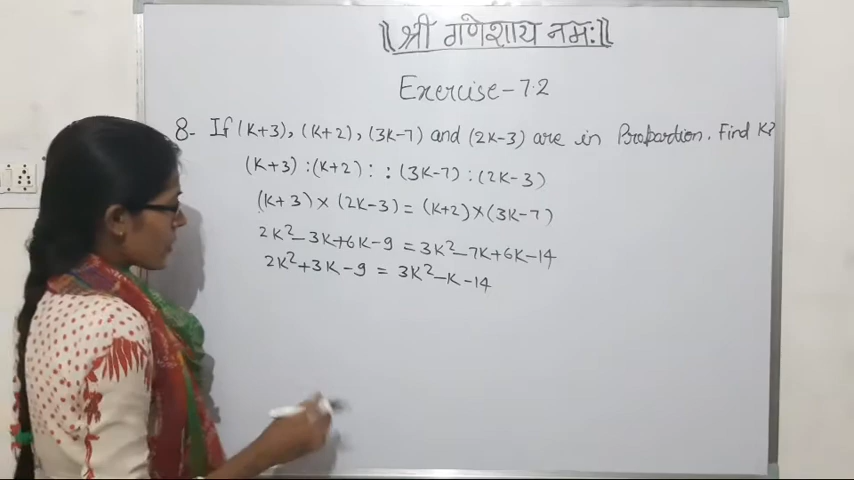 ॥श्री गणेशाय नमः॥
Exercise-7.2
8- If (K+3), (K+2), (3K-7) and (2K-3) are in Propartion. Find K?
(K+3) :(K+2) : : (3K-7) : (2K-3)
(K+3) × (2K-3) = (K+2)×(3K-7)
2K²-3K+6K-9 = 3K²-7K+6K-14
2K²+3K-9 = 3K²-K-14